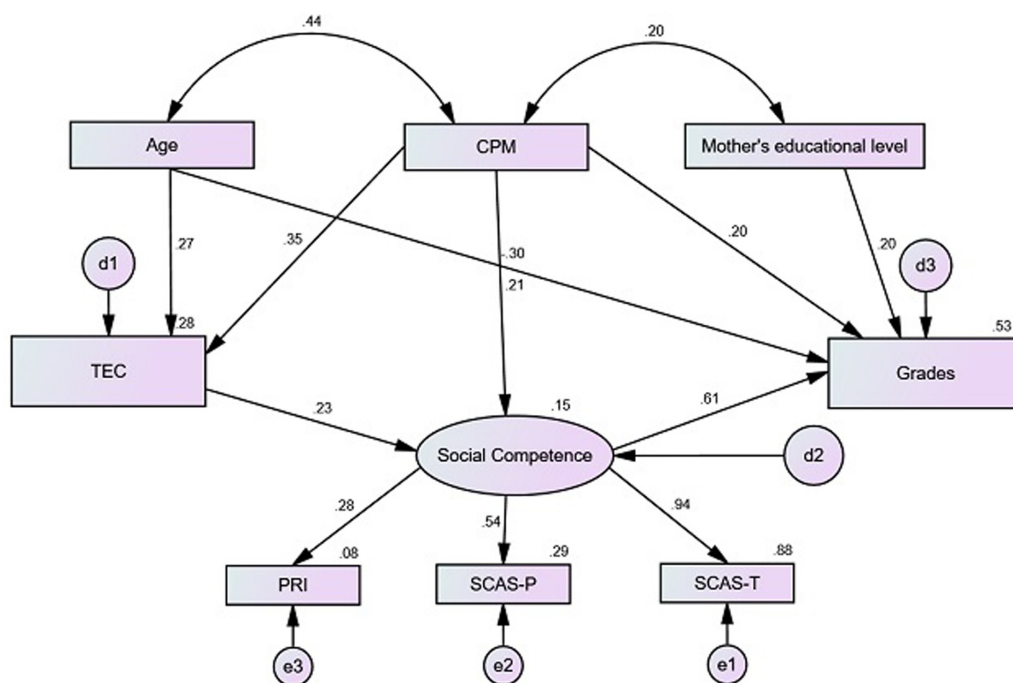 .44
.20
Age
CPM
Mother's educational level
.27
.35
-.30
.21
.20
.20
d1
d3
.28
.53
TEC
Grades
.23
.15
.61
Social Competence
d2
.28
.54
.94
.08
.29
.88
PRI
SCAS-P
SCAS-T
e3
e2
e1